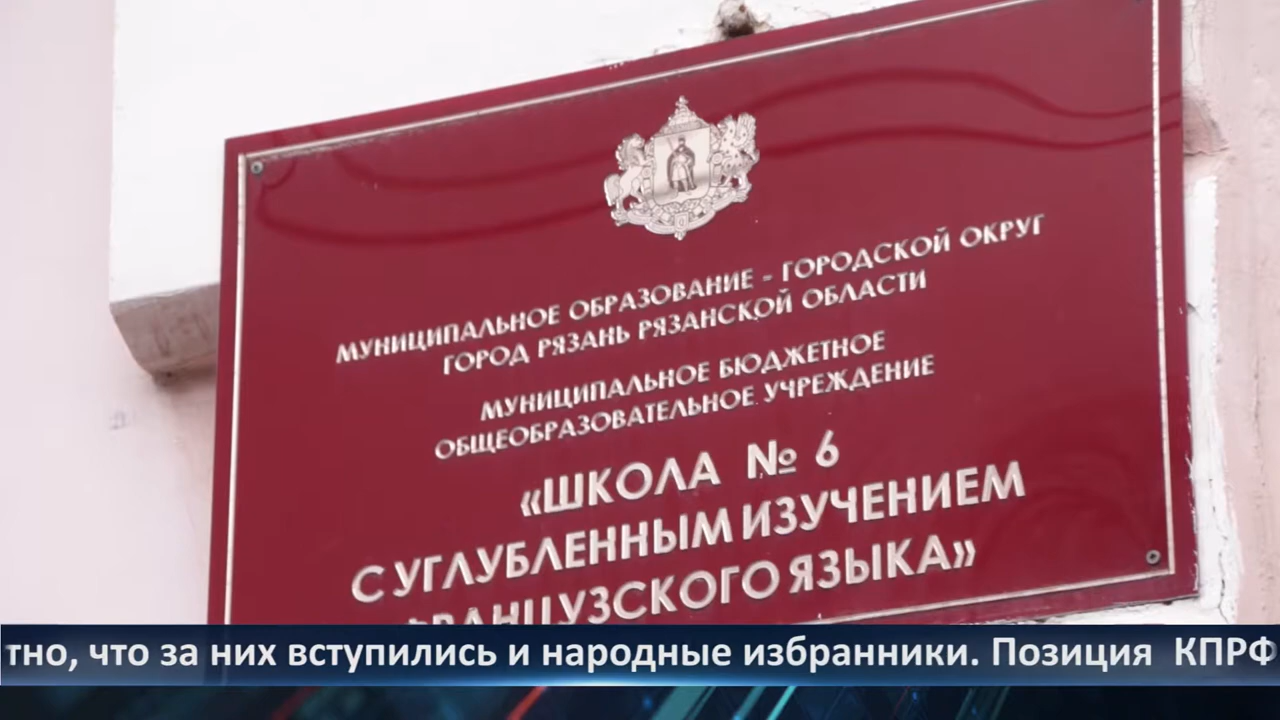 МУНИЦИПАЛЬНОЕ ОБРАЗОВАНИЕ - ГОРОДСКОЙ ОКРУГ
ГОРОД РЯЗАНЬ РЯЗАНСКОЙ ОБЛАСТИ
МУНИЦИПАЛЬНОЕ БЮДЖЕТНОЕ
ОБЩЕОБРАЗОВАТЕЛЬНОЕ УЧРЕЖДЕНИЕ
«ШКОЛА № 6
С УГЛУБЛЕННЫМ ИЗУЧЕНИЕМ
ФРАНЦУЗСКОГО ЯЗЫКА»
тно, что за них вступились и народные избранники. Позиция КПРФ